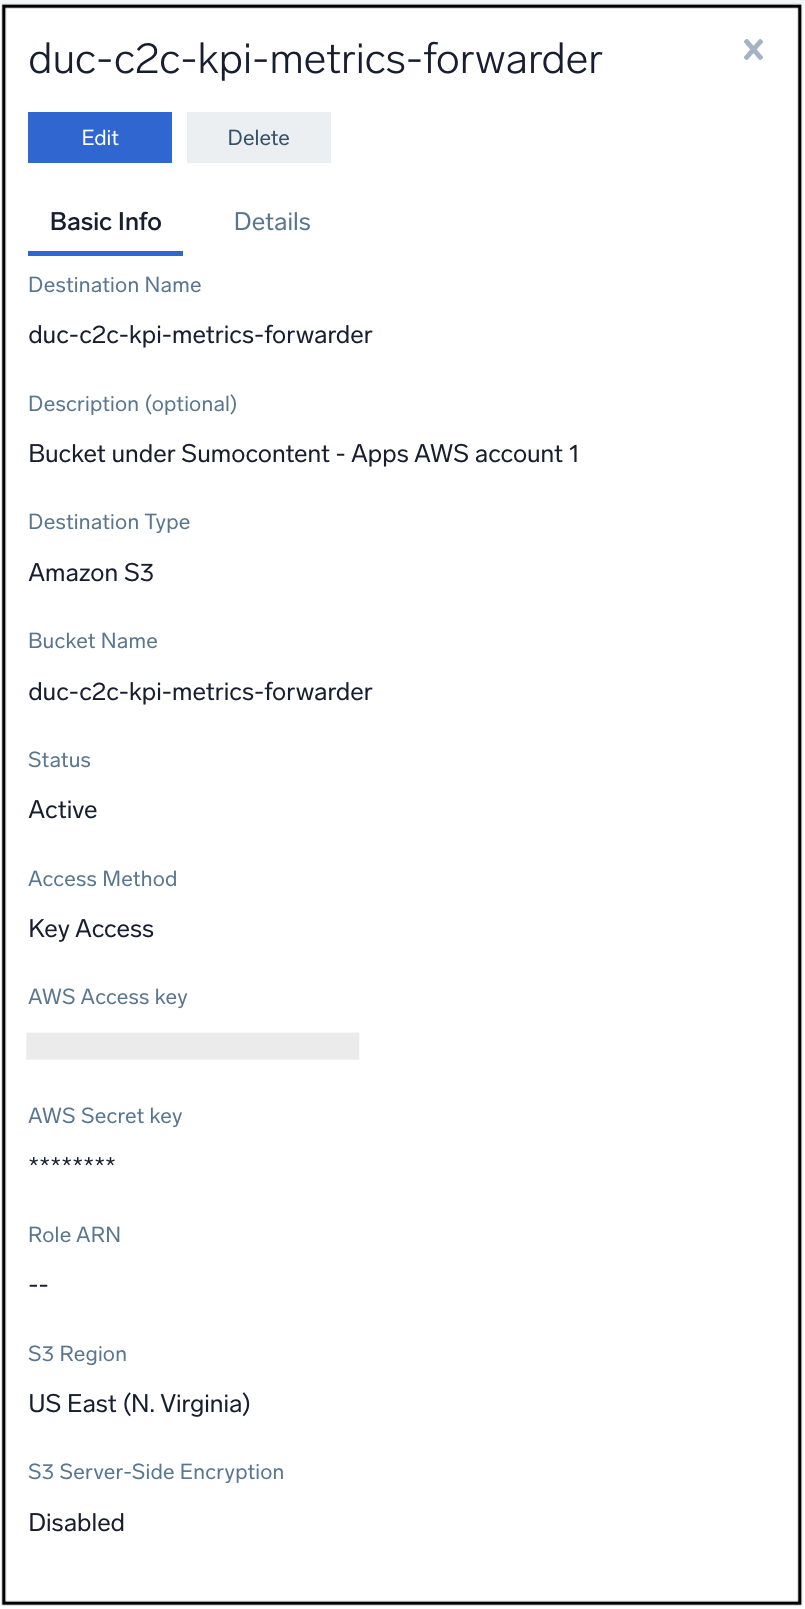 duc-c2c-kpi-metrics-forwarder
Edit
Delete
Basic Info
Details
Destination Name
duc-c2c-kpi-metrics-forwarder
Description (optional)
Bucket under Sumocontent - Apps AWS account 1
Destination Type
Amazon S3
Bucket Name
duc-c2c-kpi-metrics-forwarder
Status
Active
Access Method
Key Access
AWS Access key
AWS Secret key
********
Role ARN
--
S3 Region
US East (N. Virginia)
S3 Server-Side Encryption
Disabled